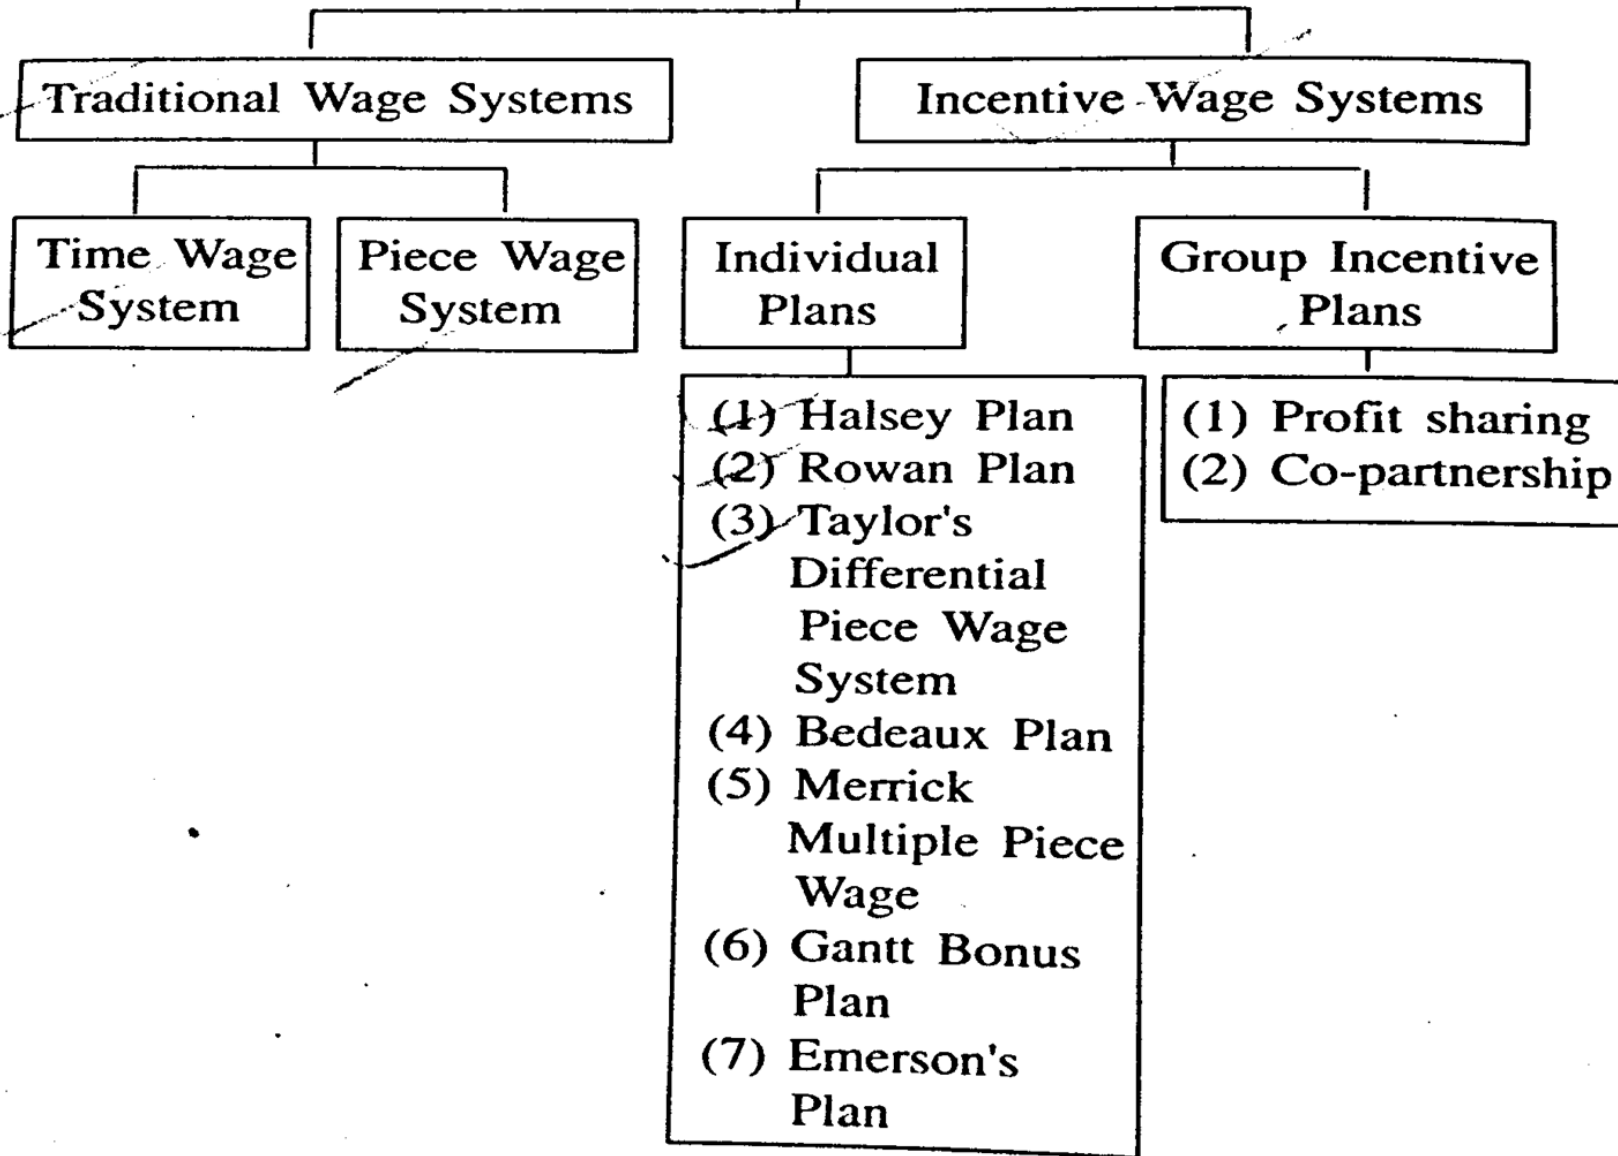 Traditional Wage Systems
Incentive Wage Systems
Time Wage
System
Piece Wage
System
Individual
Plans
Group Incentive
Plans
(1) Halsey Plan
(2) Rowan Plan
(3) Taylor's
Differential
Piece Wage
System
(4) Bedeaux Plan
(5) Merrick
Multiple Piece
Wage
(6) Gantt Bonus
Plan
(7) Emerson's
Plan
(1) Profit sharing
(2) Co-partnership